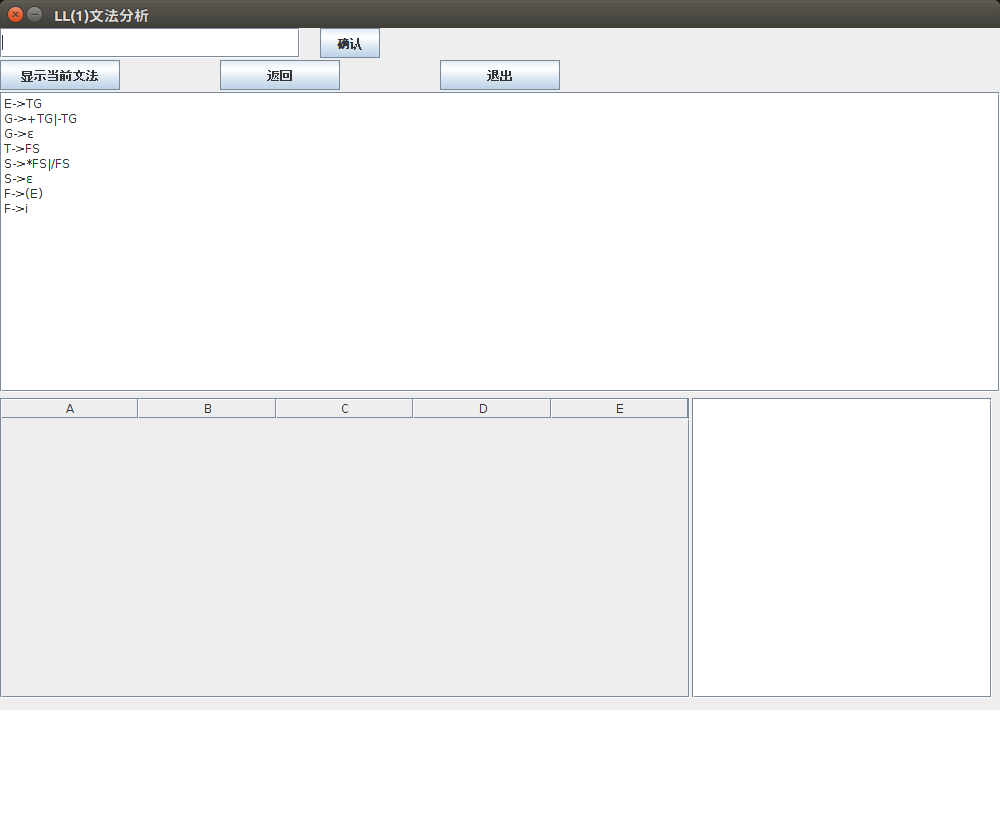 LL(1)文法分析
确认
显示当前文法 返回 退出
E->TG
G->+TG|-TG
G->ε
T->FS
S->*FS|/FS
S->ε
F->(E)
F->i
A B C D E